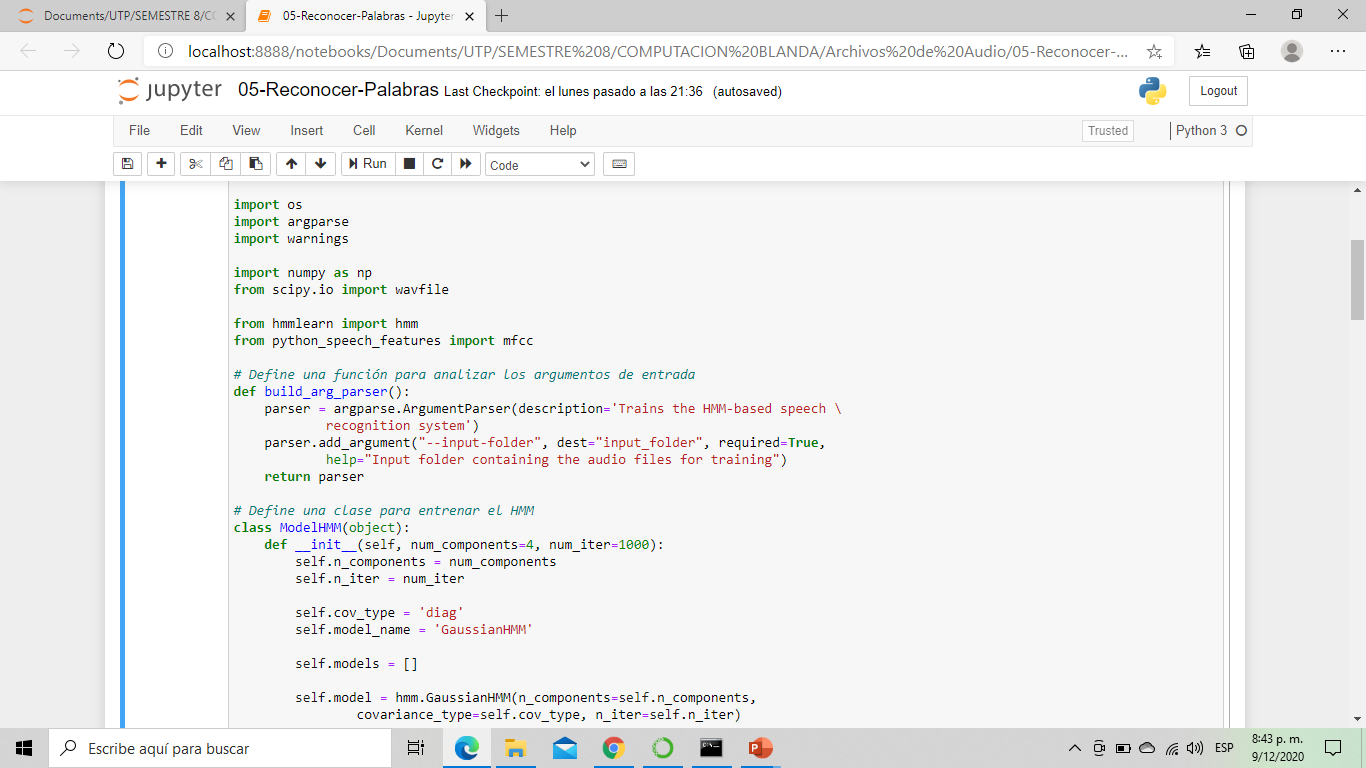 Documents/UTP/SEMESTRE 8/CO
05-Reconocer-Palabras - Jupyter
localhost:8888/notebooks/Documents/UTP/SEMESTRE%208/COMPUTACION%20BLANDA/Archivos%20de%20Audio/05-Reconocer-...
jupyter 05-Reconocer-Palabras Last Checkpoint: el lunes pasado a las 21:36 (autosaved)
Logout
File Edit View Insert Cell Kernel Widgets Help
Trusted
Python 3
Run
Code
import os
import argparse
import warnings
import numpy as np
from scipy.io import wavfile
from hmmlearn import hmm
from python_speech_features import mfcc
# Define una función para analizar los argumentos de entrada
def build_arg_parser():
    parser = argparse.ArgumentParser(description='Trains the HMM-based speech \
            recognition system')
    parser.add_argument("--input-folder", dest="input_folder", required=True,
            help="Input folder containing the audio files for training")
    return parser
# Define una clase para entrenar el HMM
class ModelHMM(object):
    def __init__(self, num_components=4, num_iter=1000):
        self.n_components = num_components
        self.n_iter = num_iter
        self.cov_type = 'diag'
        self.model_name = 'GaussianHMM'
        self.models = []
        self.model = hmm.GaussianHMM(n_components=self.n_components,
                covariance_type=self.cov_type, n_iter=self.n_iter)
Escribe aquí para buscar
ESP
8:43 p. m.
9/12/2020